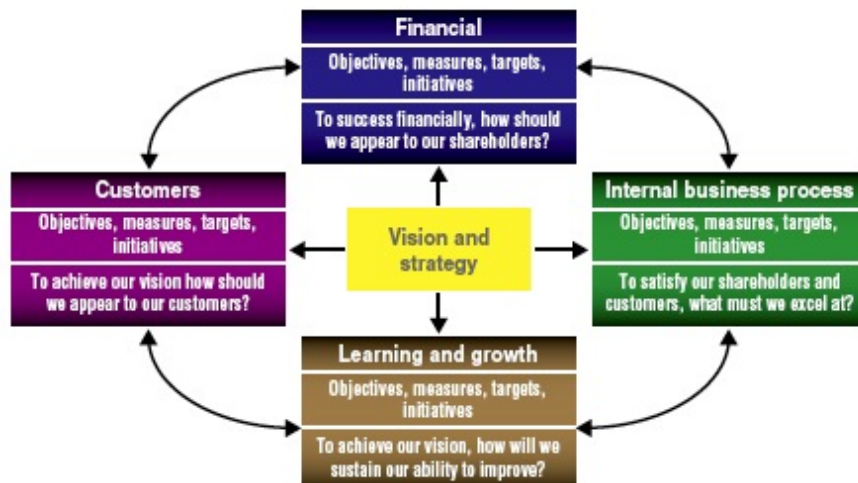 Financial
Objectives, measures, targets,
initiatives
To success financially, how should
we appear to our shareholders?
Customers
Objectives, measures, targets,
initiatives
To achieve our vision how should
we appear to our customers?
Vision and
strategy
Internal business process
Objectives, measures, targets,
initiatives
To satisfy our shareholders and
customers, what must we excel at?
Learning and growth
Objectives, measures, targets,
initiatives
To achieve our vision, how will we
sustain our ability to improve?